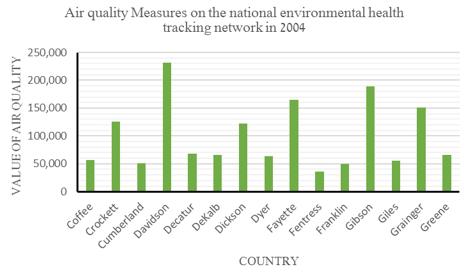 Air quality Measures on the national environmental health
tracking network in 2004
VALUE OF AIR QUALITY
250,000
200,000
150,000
100,000
50,000
0
Coffee
Crockett
Cumberland
Davidson
Decatur
DeKalb
Dickson
Dyer
Fayette
Fentress
Franklin
Gibson
Giles
Grainger
Greene
COUNTRY